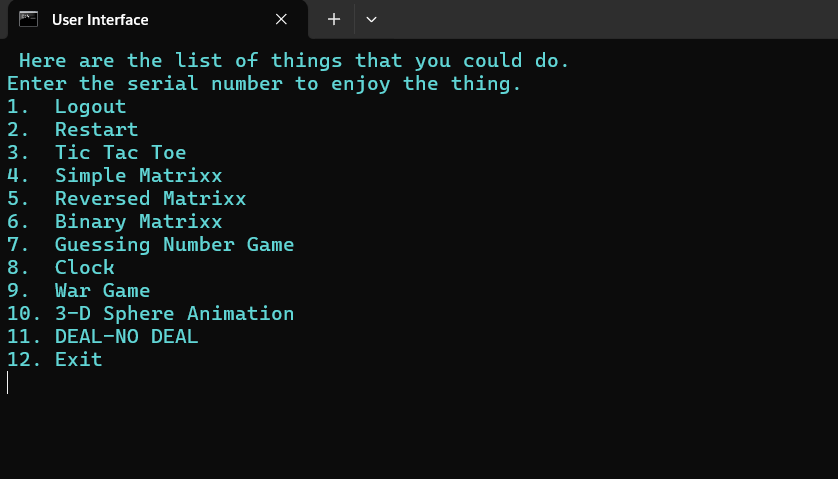 User Interface
Here are the list of things that you could do.
Enter the serial number to enjoy the thing.
1. Logout
2. Restart
3. Tic Tac Toe
4. Simple Matrixx
5. Reversed Matrixx
6. Binary Matrixx
7. Guessing Number Game
8. Clock
9. War Game
10. 3-D Sphere Animation
11. DEAL-NO DEAL
12. Exit